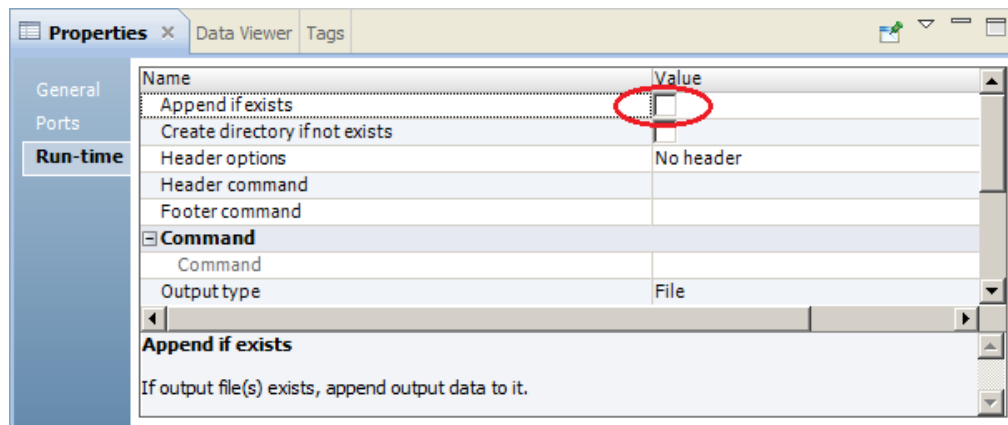 Properties Data Viewer Tags
General
Ports
Run-time
Name Value
Append if exists
Create directory if not exists
Header options No header
Header command
Footer command
Command
Command
Output type File
Append if exists
If output file(s) exists, append output data to it.